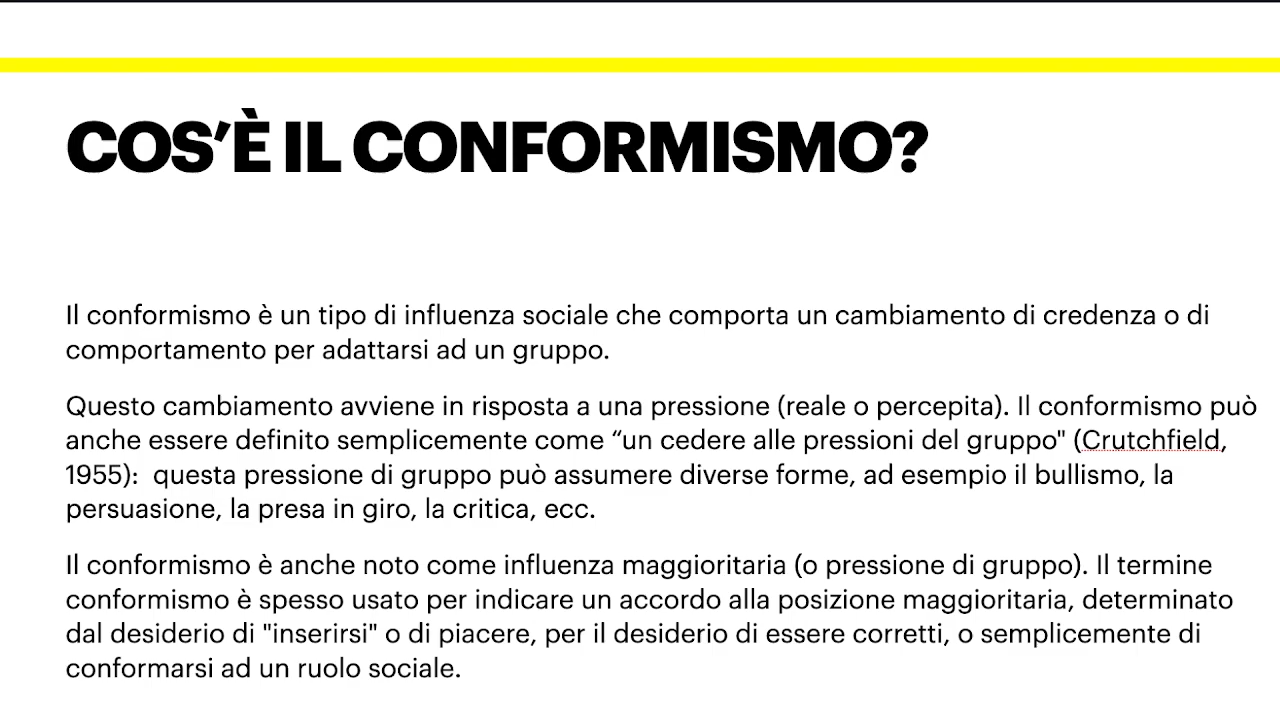 COS’È IL CONFORMISMO?
Il conformismo è un tipo di influenza sociale che comporta un cambiamento di credenza o di
comportamento per adattarsi ad un gruppo.
Questo cambiamento avviene in risposta a una pressione (reale o percepita). Il conformismo può
anche essere definito semplicemente come “un cedere alle pressioni del gruppo" (Crutchfield,
1955):  questa pressione di gruppo può assumere diverse forme, ad esempio il bullismo, la
persuasione, la presa in giro, la critica, ecc.
Il conformismo è anche noto come influenza maggioritaria (o pressione di gruppo). Il termine
conformismo è spesso usato per indicare un accordo alla posizione maggioritaria, determinato
dal desiderio di "inserirsi" o di piacere, per il desiderio di essere corretti, o semplicemente di
conformarsi ad un ruolo sociale.